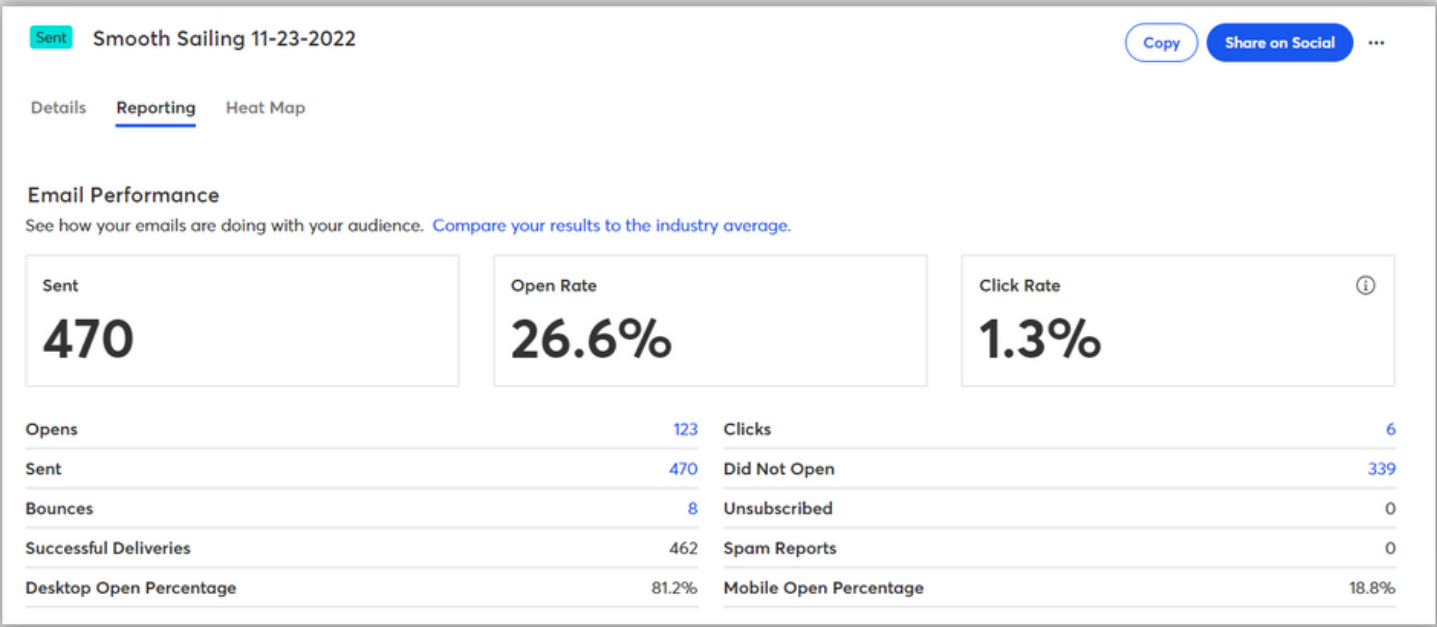 Sent Smooth Sailing 11-23-2022
Copy Share on Social ···
Details Reporting Heat Map
Email Performance
See how your emails are doing with your audience. Compare your results to the industry average.
Sent Open Rate Click Rate i
470 26.6% 1.3%
Opens 123 Clicks 6
Sent 470 Did Not Open 339
Bounces 8 Unsubscribed 0
Successful Deliveries 462 Spam Reports 0
Desktop Open Percentage 81.2% Mobile Open Percentage 18.8%